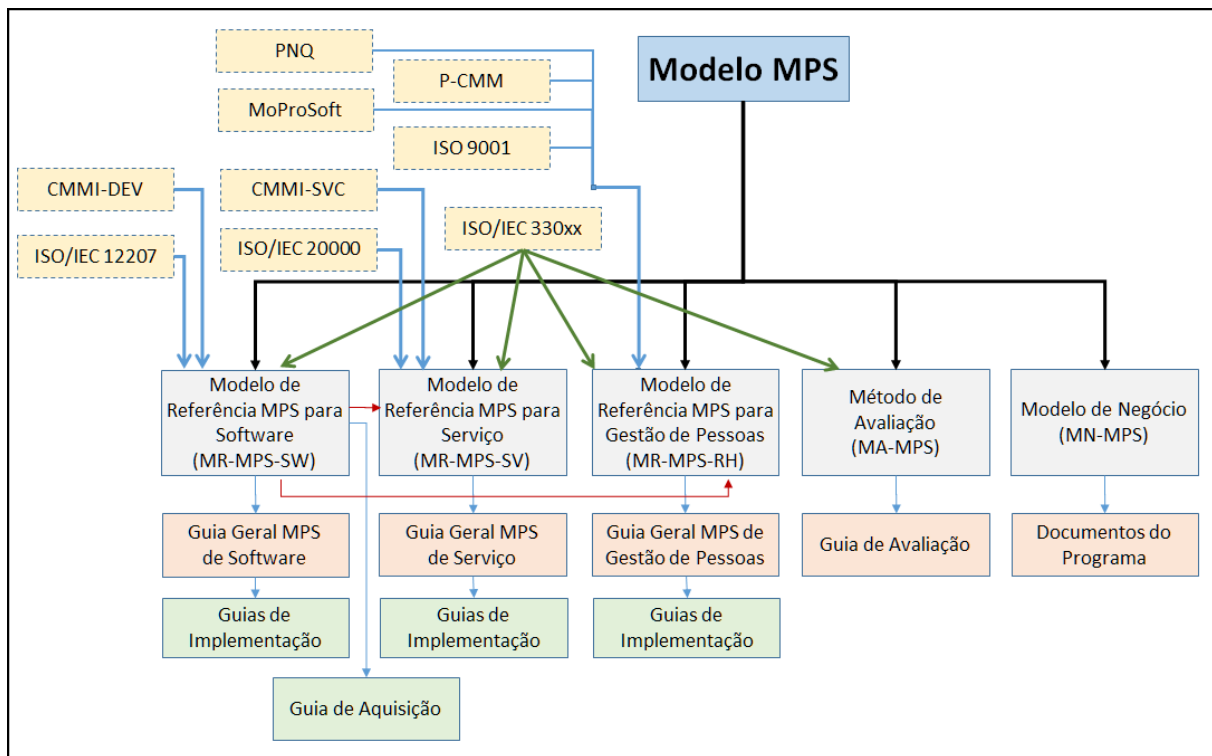 PNQ
Modelo MPS
P-CMM
MoProSoft
ISO 9001
CMMI-DEV
CMMI-SVC
ISO/IEC 330xx
ISO/IEC 12207
ISO/IEC 20000
Modelo de
Referência MPS para
Software
(MR-MPS-SW)
Modelo de
Referência MPS para
Serviço
(MR-MPS-SV)
Modelo de
Referência MPS para
Gestão de Pessoas
(MR-MPS-RH)
Método de
Avaliação
(MA-MPS)
Modelo de Negócio
(MN-MPS)
Guia Geral MPS
de Software
Guia Geral MPS
de Serviço
Guia Geral MPS de
Gestão de Pessoas
Guia de Avaliação
Documentos do
Programa
Guias de
Implementação
Guias de
Implementação
Guias de
Implementação
Guia de Aquisição